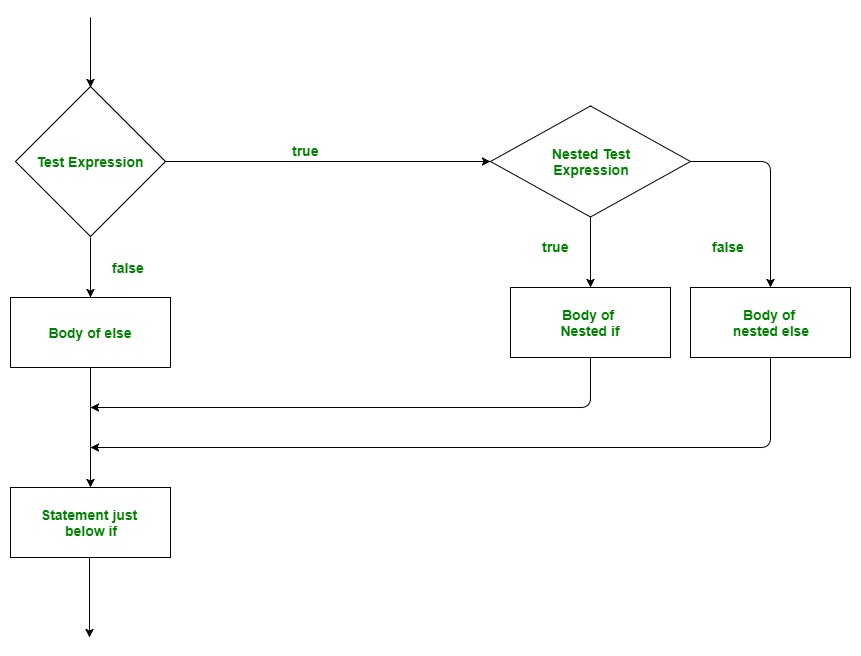 true
Test Expression
Nested Test
Expression
true
false
false
Body of else
Body of
Nested if
Body of
nested else
Statement just
below if